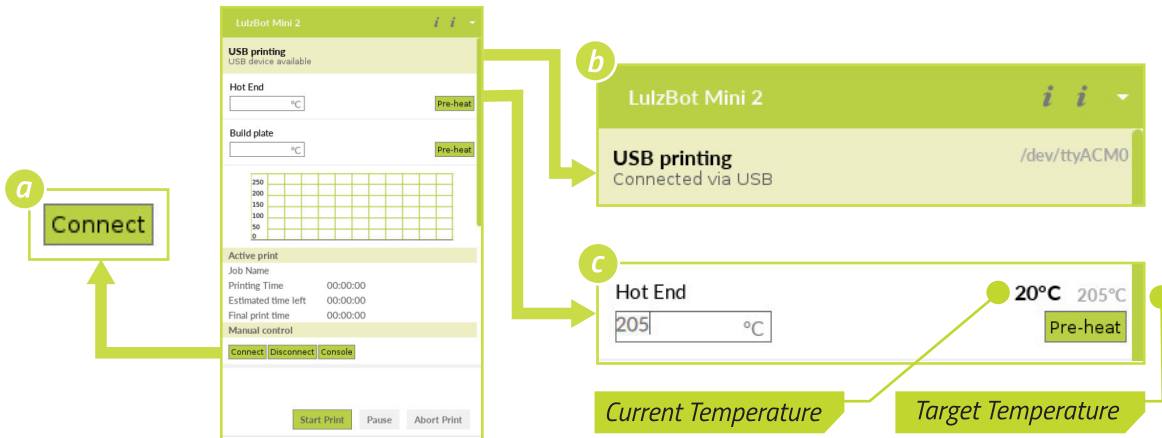 a
Connect
LulzBot Mini 2 i i
USB printing
USB device available
Hot End
°C Pre-heat
Build plate
°C Pre-heat
250
200
150
100
50
0
Active print
Job Name
Printing Time 00:00:00
Estimated time left 00:00:00
Final print time 00:00:00
Manual control
Connect Disconnect Console
Start Print Pause Abort Print
b
LulzBot Mini 2 i i
USB printing /dev/ttyACM0
Connected via USB
c
Hot End 20°C 205°C
205 °C Pre-heat
Current Temperature Target Temperature